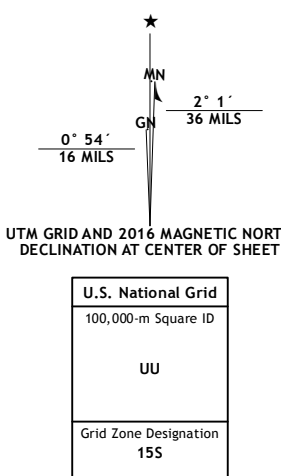 ★
MN
2° 1´
36 MILS
GN
0° 54´
16 MILS
UTM GRID AND 2016 MAGNETIC NORT
DECLINATION AT CENTER OF SHEET
U.S. National Grid
100,000-m Square ID
UU
Grid Zone Designation
15S